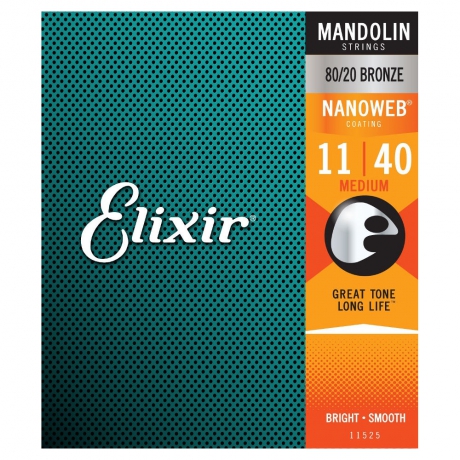 MANDOLIN
STRINGS
80/20 BRONZE
NANOWEB®
COATING
11 | 40
MEDIUM
Elixir®
GREAT TONE
LONG LIFE™
BRIGHT • SMOOTH
11525